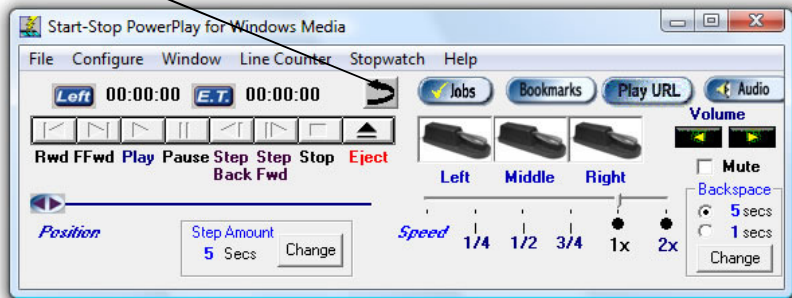 Start-Stop PowerPlay for Windows Media
File Configure Window Line Counter Stopwatch Help
Left 00:00:00 E.T. 00:00:00 Jobs Bookmarks Play URL Audio
Volume
Rwd FFwd Play Pause Step Back Step Fwd Stop Eject
Left Middle Right
Mute
Backspace
5 secs
1 secs
Change
Position
Step Amount
5 Secs Change
Speed 1/4 1/2 3/4 1x 2x